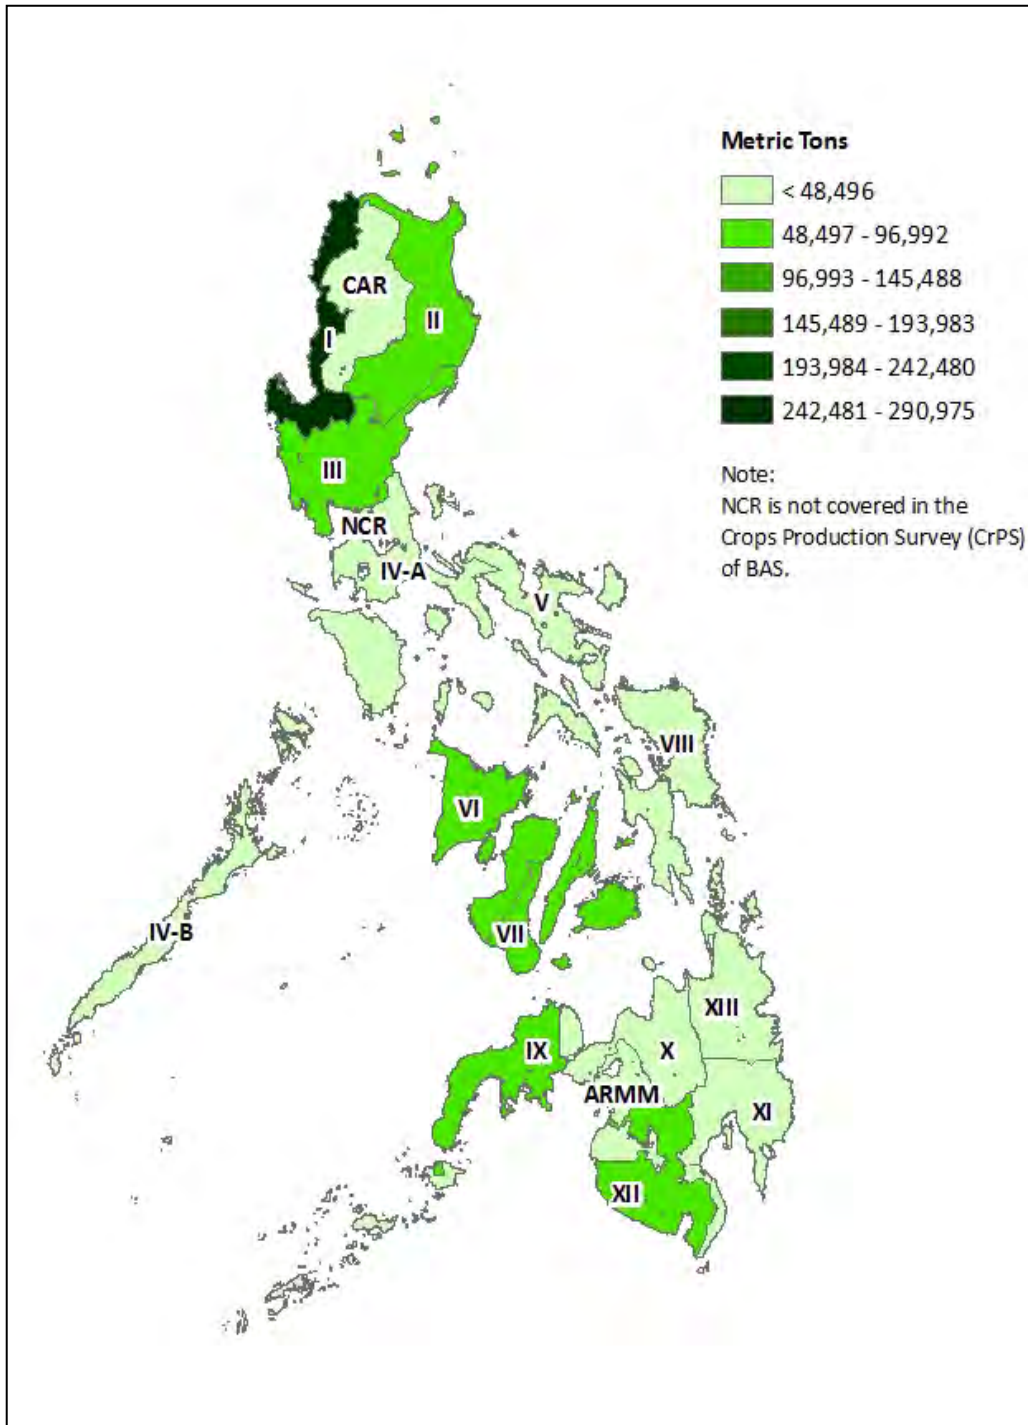 Metric Tons
< 48,496
48,497 - 96,992
96,993 - 145,488
145,489 - 193,983
193,984 - 242,480
242,481 - 290,975
Note:
NCR is not covered in the
Crops Production Survey (CrPS)
of BAS.
CAR
II
I
III
NCR
IV-A
V
VIII
VI
IV-B
VII
XIII
IX
X
ARMM
XI
XII